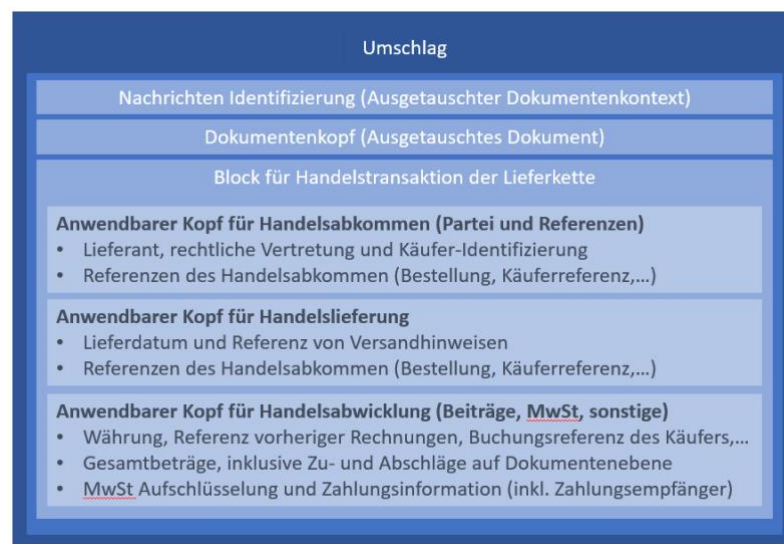 Umschlag
Nachrichten Identifizierung (Ausgetauschter Dokumentenkontext)
Dokumentenkopf (Ausgetauschtes Dokument)
Block für Handelstransaktion der Lieferkette
Anwendbarer Kopf für Handelsabkommen (Partei und Referenzen)
• Lieferant, rechtliche Vertretung und Käufer-Identifizierung
• Referenzen des Handelsabkommen (Bestellung, Käuferreferenz,...)
Anwendbarer Kopf für Handelslieferung
• Lieferdatum und Referenz von Versandhinweisen
• Referenzen des Handelsabkommen (Bestellung, Käuferreferenz,...)
Anwendbarer Kopf für Handelsabwicklung (Beiträge, MwSt, sonstige)
• Währung, Referenz vorheriger Rechnungen, Buchungsreferenz des Käufers,...
• Gesamtbeträge, inklusive Zu- und Abschläge auf Dokumentenebene
• MwSt Aufschlüsselung und Zahlungsinformation (inkl. Zahlungsempfänger)